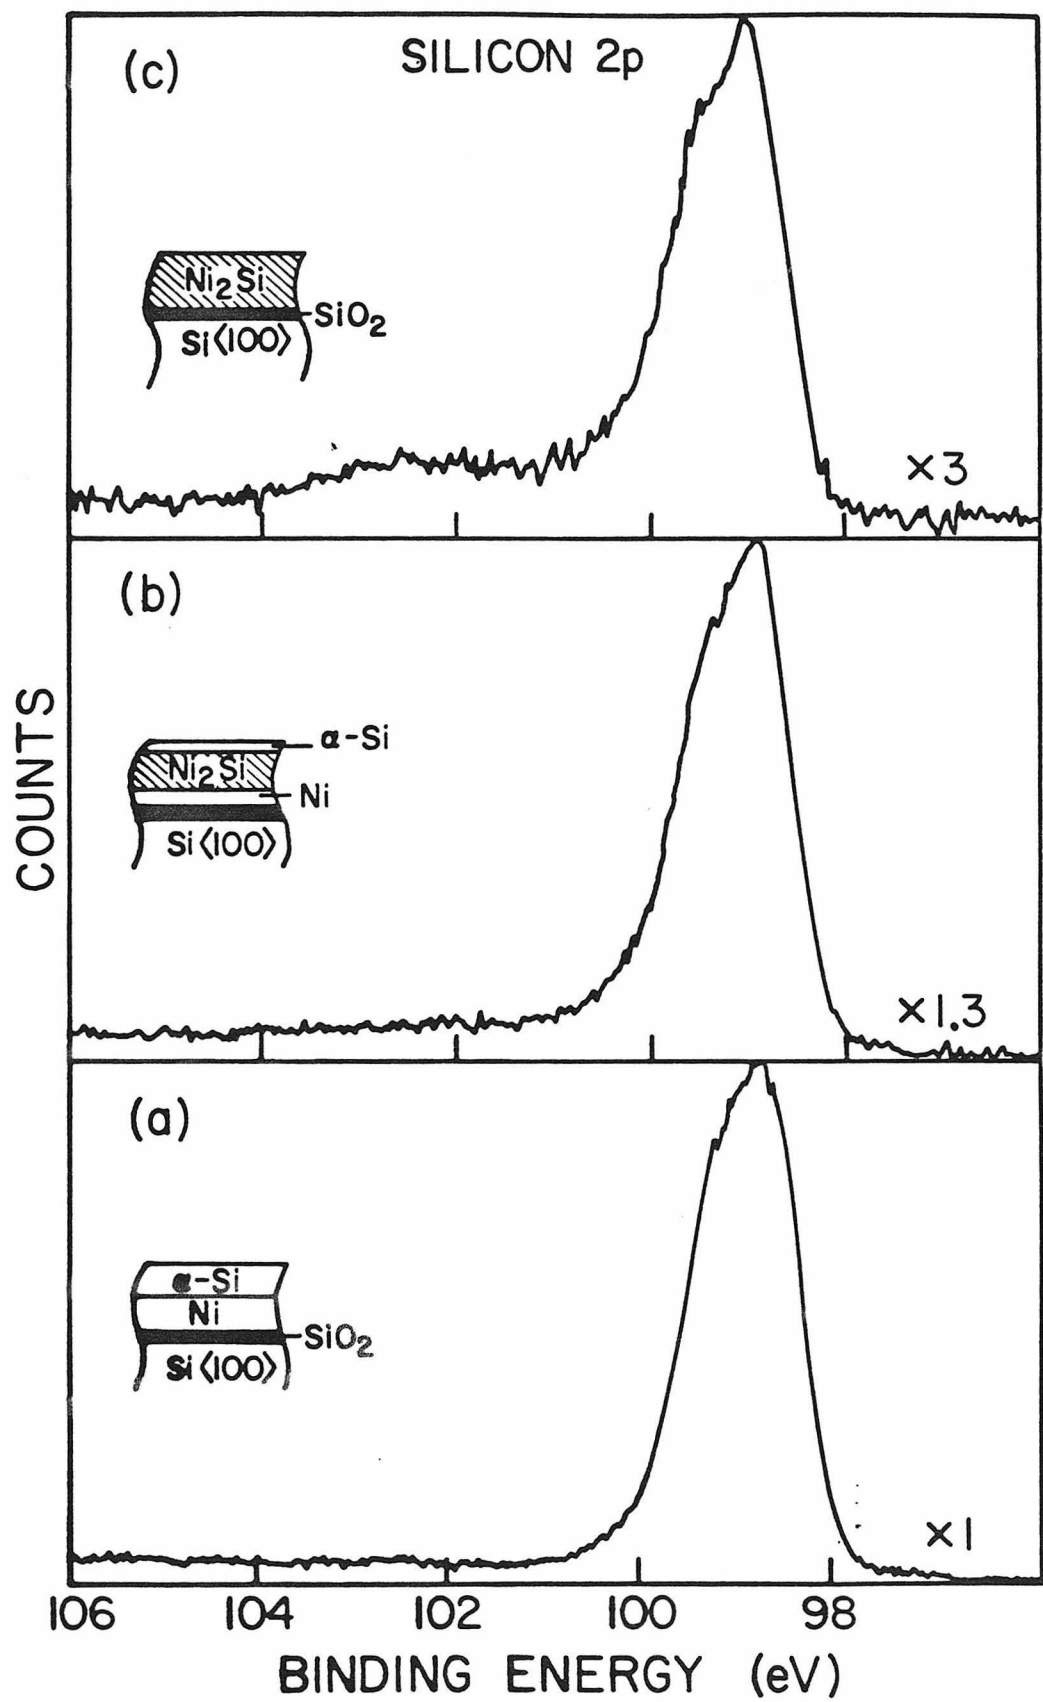 (c)
SILICON 2p
Ni₂Si
SiO₂
Si⟨100⟩
×3
(b)
α-Si
Ni₂Si
Ni
Si⟨100⟩
×1.3
COUNTS
(a)
α-Si
Ni
SiO₂
Si⟨100⟩
×1
106 104 102 100 98
BINDING ENERGY (eV)